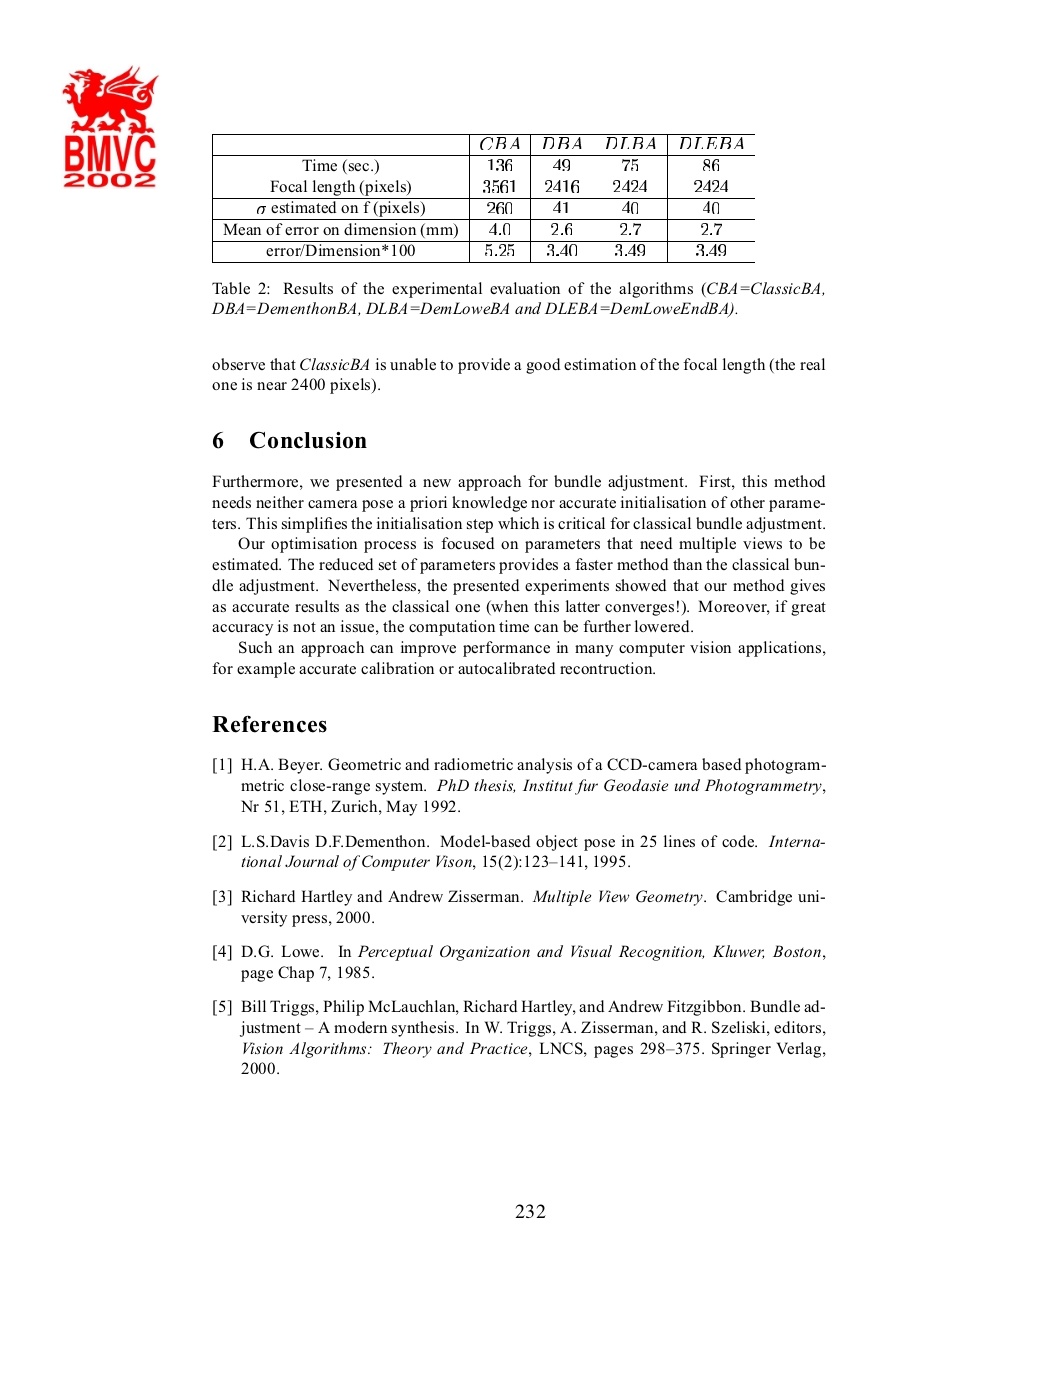 BMVC
2002
CBA DBA DLBA DLEBA
Time (sec.) 136 49 75 86
Focal length (pixels) 3561 2416 2424 2424
σ estimated on f (pixels) 260 41 40 40
Mean of error on dimension (mm) 4.0 2.6 2.7 2.7
error/Dimension*100 5.25 3.40 3.49 3.49
Table 2: Results of the experimental evaluation of the algorithms (CBA=ClassicBA,
DBA=DementhonBA, DLBA=DemLoweBA and DLEBA=DemLoweEndBA).
observe that ClassicBA is unable to provide a good estimation of the focal length (the real
one is near 2400 pixels).
6 Conclusion
Furthermore, we presented a new approach for bundle adjustment. First, this method
needs neither camera pose a priori knowledge nor accurate initialisation of other parame-
ters. This simplifies the initialisation step which is critical for classical bundle adjustment.
Our optimisation process is focused on parameters that need multiple views to be
estimated. The reduced set of parameters provides a faster method than the classical bun-
dle adjustment. Nevertheless, the presented experiments showed that our method gives
as accurate results as the classical one (when this latter converges!). Moreover, if great
accuracy is not an issue, the computation time can be further lowered.
Such an approach can improve performance in many computer vision applications,
for example accurate calibration or autocalibrated recontruction.
References
[1] H.A. Beyer. Geometric and radiometric analysis of a CCD-camera based photogram-
metric close-range system. PhD thesis, Institut fur Geodasie und Photogrammetry,
Nr 51, ETH, Zurich, May 1992.
[2] L.S.Davis D.F.Dementhon. Model-based object pose in 25 lines of code. Interna-
tional Journal of Computer Vison, 15(2):123–141, 1995.
[3] Richard Hartley and Andrew Zisserman. Multiple View Geometry. Cambridge uni-
versity press, 2000.
[4] D.G. Lowe. In Perceptual Organization and Visual Recognition, Kluwer, Boston,
page Chap 7, 1985.
[5] Bill Triggs, Philip McLauchlan, Richard Hartley, and Andrew Fitzgibbon. Bundle ad-
justment – A modern synthesis. In W. Triggs, A. Zisserman, and R. Szeliski, editors,
Vision Algorithms: Theory and Practice, LNCS, pages 298–375. Springer Verlag,
2000.
232